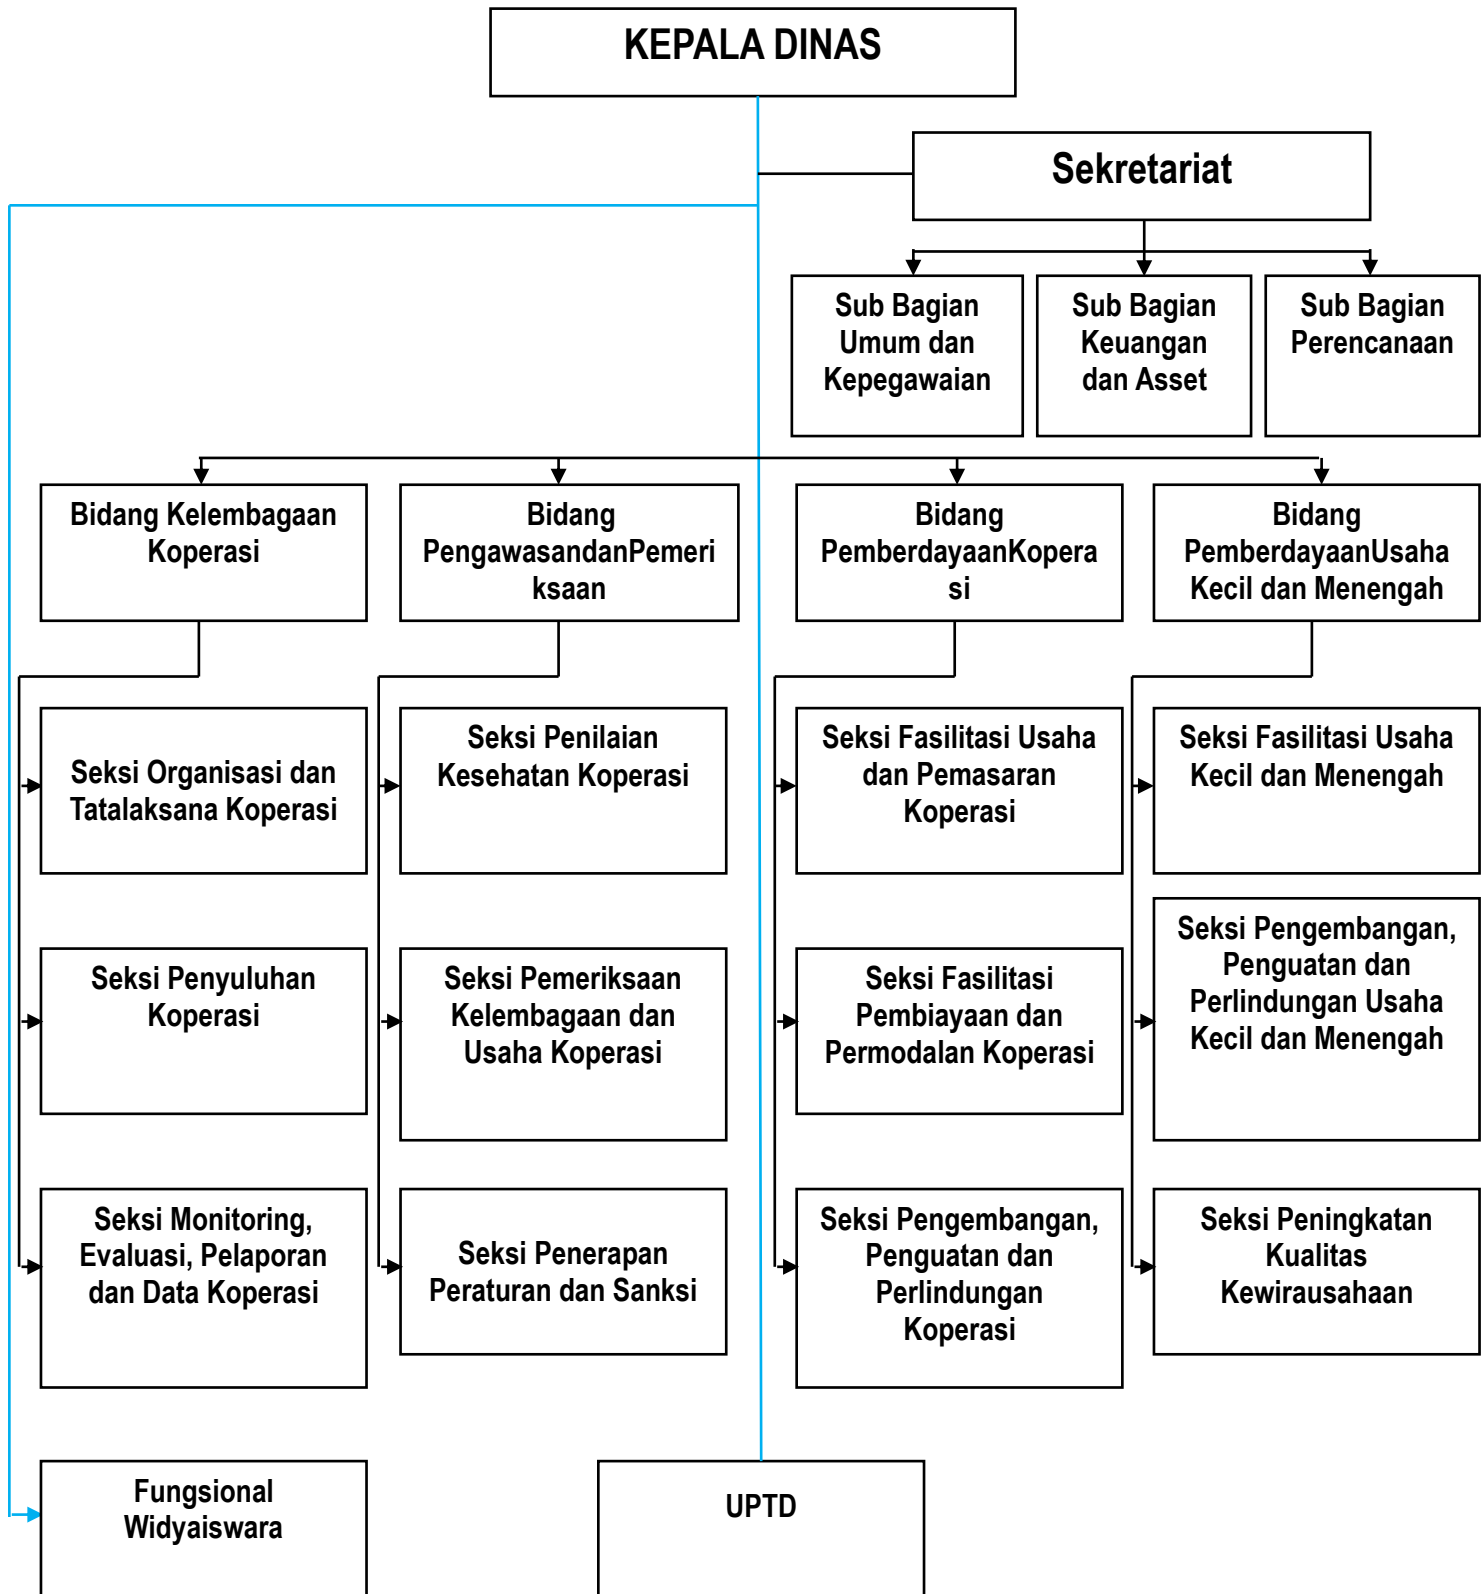 KEPALA DINAS
Sekretariat
Sub Bagian
Umum dan
Kepegawaian
Sub Bagian
Keuangan
dan Asset
Sub Bagian
Perencanaan
Bidang Kelembagaan
Koperasi
Bidang
PengawasandanPemeri
ksaan
Bidang
PemberdayaanKopera
si
Bidang
PemberdayaanUsaha
Kecil dan Menengah
Seksi Organisasi dan
Tatalaksana Koperasi
Seksi Penilaian
Kesehatan Koperasi
Seksi Fasilitasi Usaha
dan Pemasaran
Koperasi
Seksi Fasilitasi Usaha
Kecil dan Menengah
Seksi Penyuluhan
Koperasi
Seksi Pemeriksaan
Kelembagaan dan
Usaha Koperasi
Seksi Fasilitasi
Pembiayaan dan
Permodalan Koperasi
Seksi Pengembangan,
Penguatan dan
Perlindungan Usaha
Kecil dan Menengah
Seksi Monitoring,
Evaluasi, Pelaporan
dan Data Koperasi
Seksi Penerapan
Peraturan dan Sanksi
Seksi Pengembangan,
Penguatan dan
Perlindungan
Koperasi
Seksi Peningkatan
Kualitas
Kewirausahaan
Fungsional
Widyaiswara
UPTD